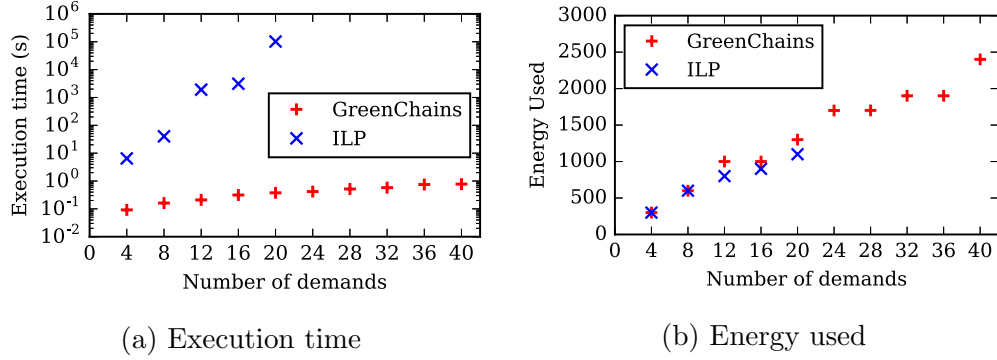 10^6
10^5
10^4
10^3
10^2
10^1
10^0
10^-1
10^-2
Execution time (s)
GreenChains
ILP
0 4 8 12 16 20 24 28 32 36 40
Number of demands
(a) Execution time
3000
2500
2000
1500
1000
500
0
Energy Used
GreenChains
ILP
0 4 8 12 16 20 24 28 32 36 40
Number of demands
(b) Energy used